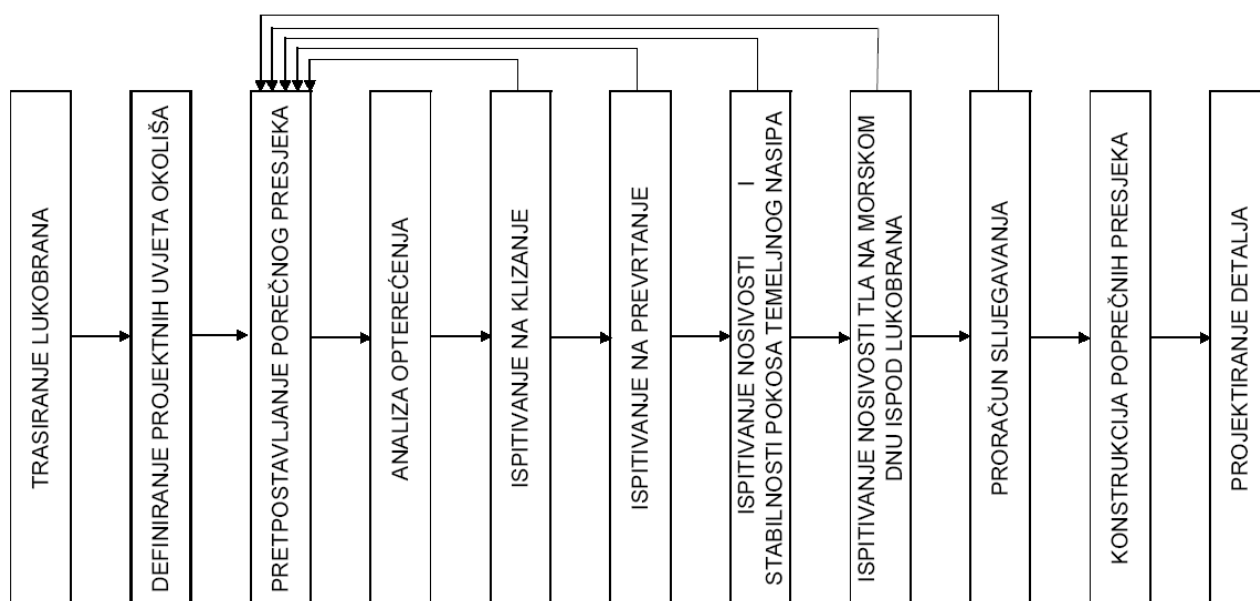 TRASIRANJE LUKOBRANA
DEFINIRANJE PROJEKTNIH UVJETA OKOLIŠA
PRETPOSTAVLJANJE POREČNOG PRESJEKA
ANALIZA OPTEREĆENJA
ISPITIVANJE NA KLIZANJE
ISPITIVANJE NA PREVRTANJE
ISPITIVANJE NOSIVOSTI I
STABILNOSTI POKOSA TEMELJNOG NASIPA
ISPITIVANJE NOSIVOSTI TLA NA MORSKOM
DNU ISPOD LUKOBRANA
PRORAČUN SLIJEGAVANJA
KONSTRUKCIJA POPREČNIH PRESJEKA
PROJEKTIRANJE DETALJA